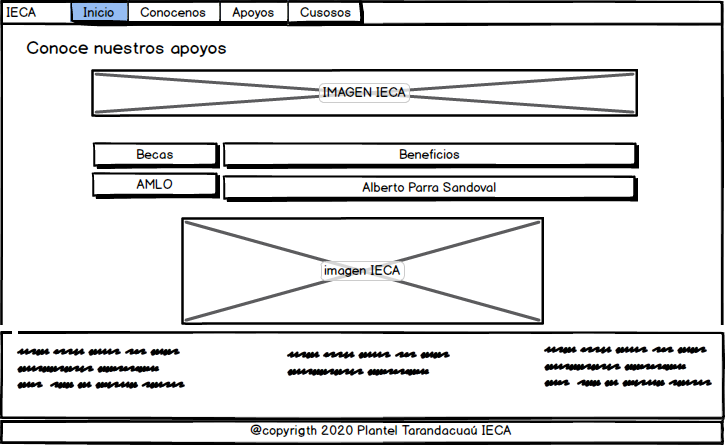 IECA Inicio Conocenos Apoyos Cusosos
Conoce nuestros apoyos
IMAGEN IECA
Becas Beneficios
AMLO Alberto Parra Sandoval
imagen IECA
@copyrigth 2020 Plantel Tarandacuaú IECA